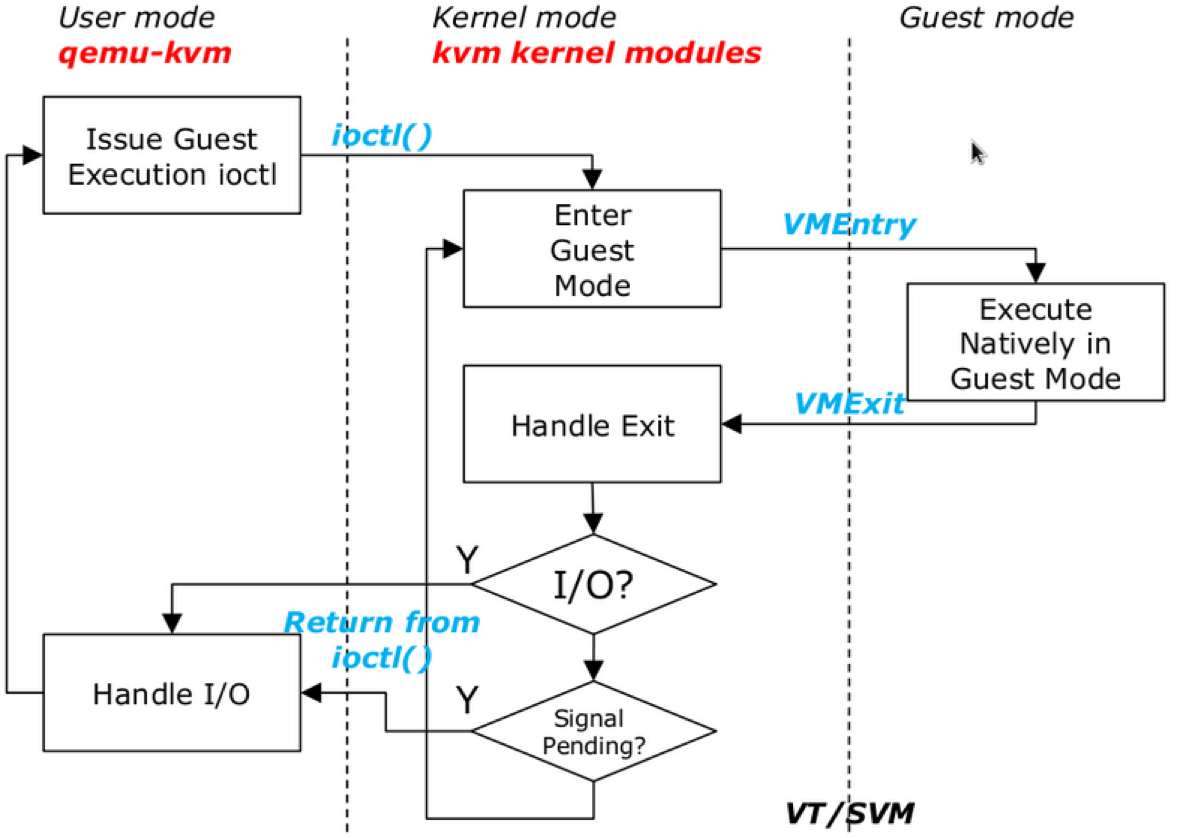 User mode
qemu-kvm
Kernel mode
kvm kernel modules
Guest mode
Issue Guest
Execution ioctl
ioctl()
Enter
Guest
Mode
VMEntry
Execute
Natively in
Guest Mode
VMExit
Handle Exit
Y
I/O?
Return from
ioctl()
Handle I/O
Y
Signal
Pending?
VT/SVM